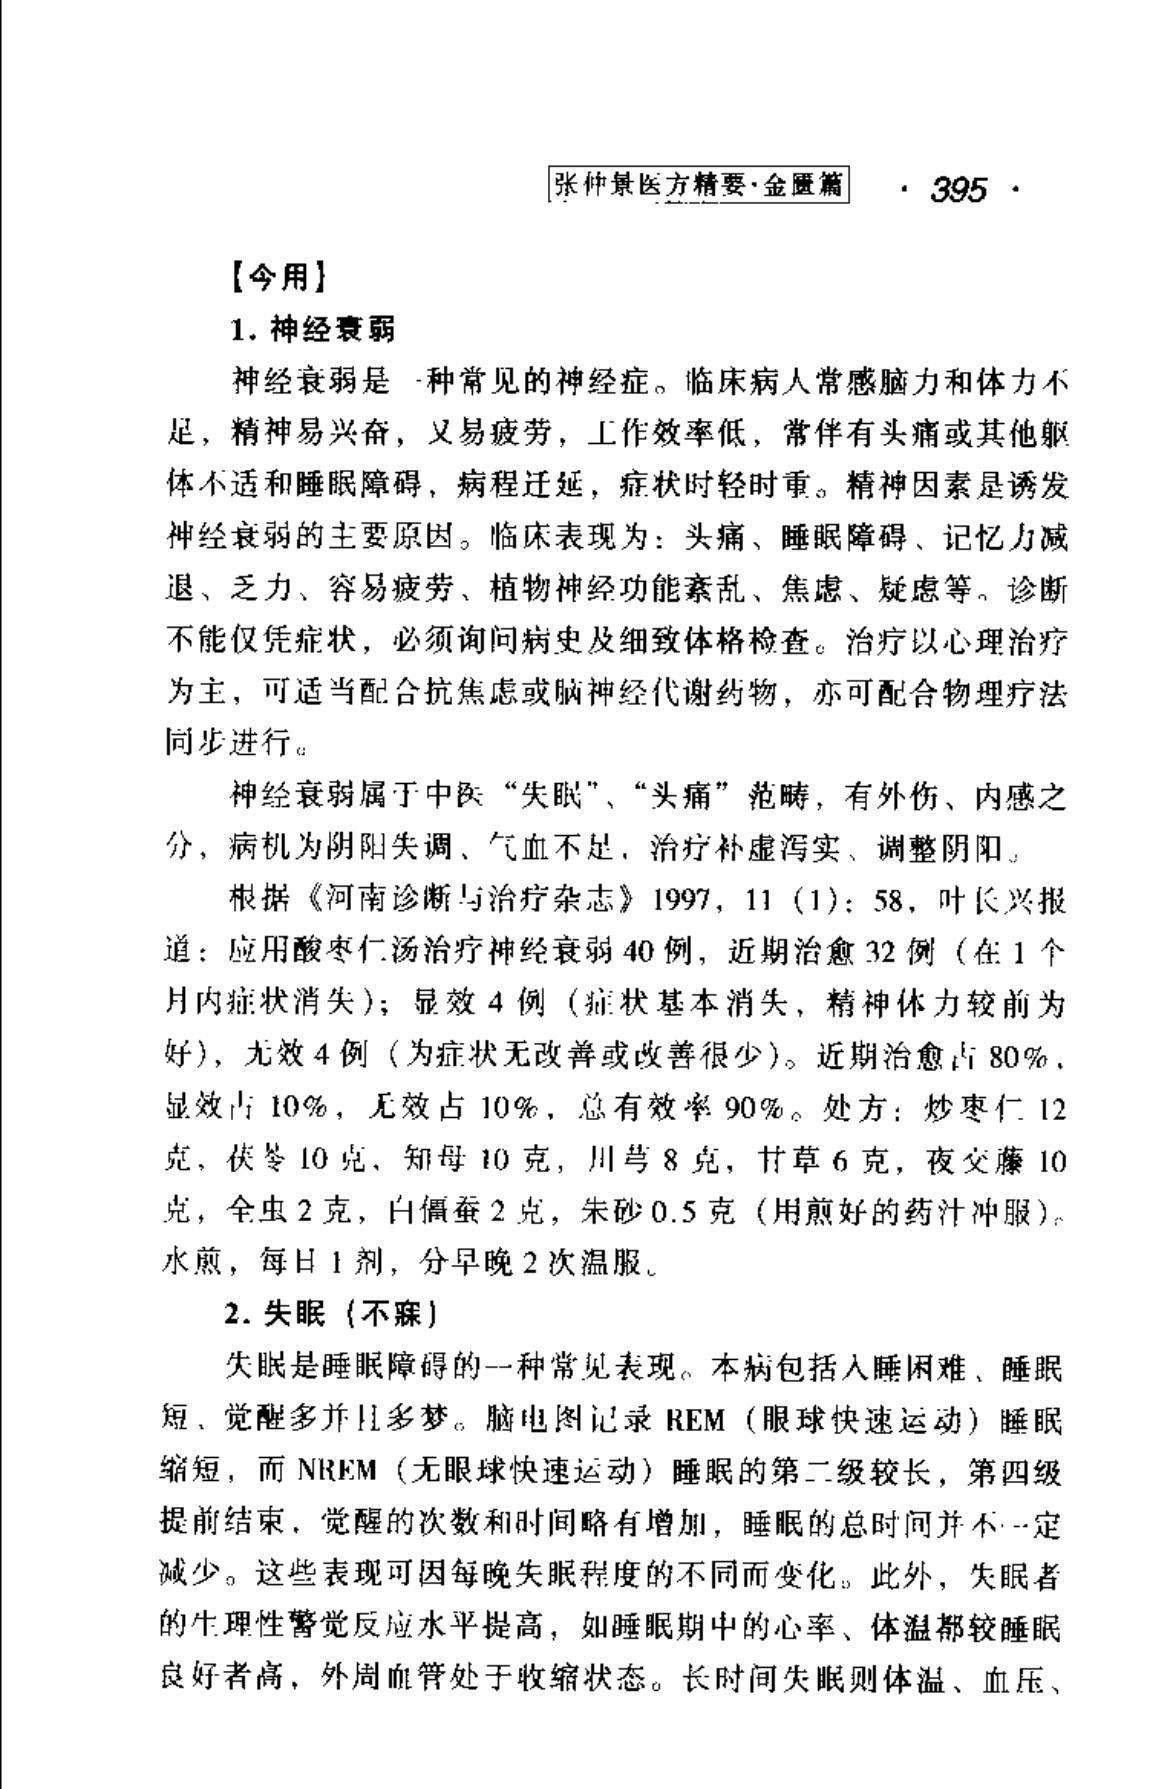 张仲景医方精要·金匮篇 · 395 ·
【今用】
1. 神经衰弱
神经衰弱是一种常见的神经症。临床病人常感脑力和体力不
足，精神易兴奋，又易疲劳，工作效率低，常伴有头痛或其他躯
体不适和睡眠障碍，病程迁延，症状时轻时重。精神因素是诱发
神经衰弱的主要原因。临床表现为：头痛、睡眠障碍、记忆力减
退、乏力、容易疲劳、植物神经功能紊乱、焦虑、疑虑等。诊断
不能仅凭症状，必须询问病史及细致体格检查。治疗以心理治疗
为主，可适当配合抗焦虑或脑神经代谢药物，亦可配合物理疗法
同步进行。
神经衰弱属于中医“失眠”、“头痛”范畴，有外伤、内感之
分，病机为阴阳失调、气血不足，治疗补虚泻实、调整阴阳。
根据《河南诊断与治疗杂志》1997，11（1）：58，叶长兴报
道：应用酸枣仁汤治疗神经衰弱 40 例，近期治愈 32 例（在 1 个
月内症状消失）；显效 4 例（症状基本消失，精神体力较前为
好），无效 4 例（为症状无改善或改善很少）。近期治愈占 80%，
显效占 10%，无效占 10%，总有效率 90%。处方：炒枣仁 12
克，茯苓 10 克，知母 10 克，川芎 8 克，甘草 6 克，夜交藤 10
克，全虫 2 克，白僵蚕 2 克，朱砂 0.5 克（用煎好的药汁冲服）。
水煎，每日 1 剂，分早晚 2 次温服。
2. 失眠（不寐）
失眠是睡眠障碍的一种常见表现。本病包括入睡困难、睡眠
短、觉醒多并且多梦。脑电图记录 REM（眼球快速运动）睡眠
缩短，而 NREM（无眼球快速运动）睡眠的第二级较长，第四级
提前结束，觉醒的次数和时间略有增加，睡眠的总时间并不一定
减少。这些表现可因每晚失眠程度的不同而变化。此外，失眠者
的生理性警觉反应水平提高，如睡眠期中的心率、体温都较睡眠
良好者高，外周血管处于收缩状态。长时间失眠则体温、血压、